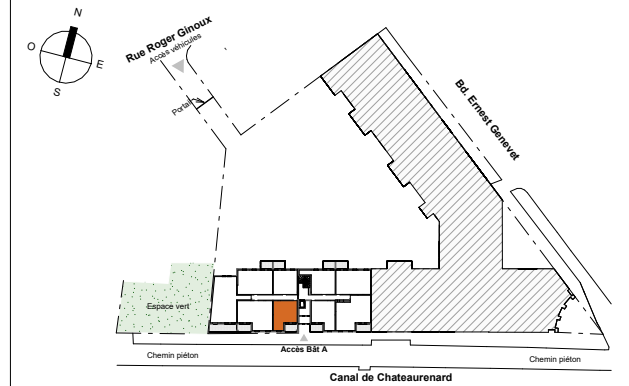 N
O
E
S
Rue Roger Ginoux
Accès véhicules
Portail
Bd. Ernest Genevet
Espace vert
Accès Bât A
Chemin piéton
Chemin piéton
Canal de Chateaurenard